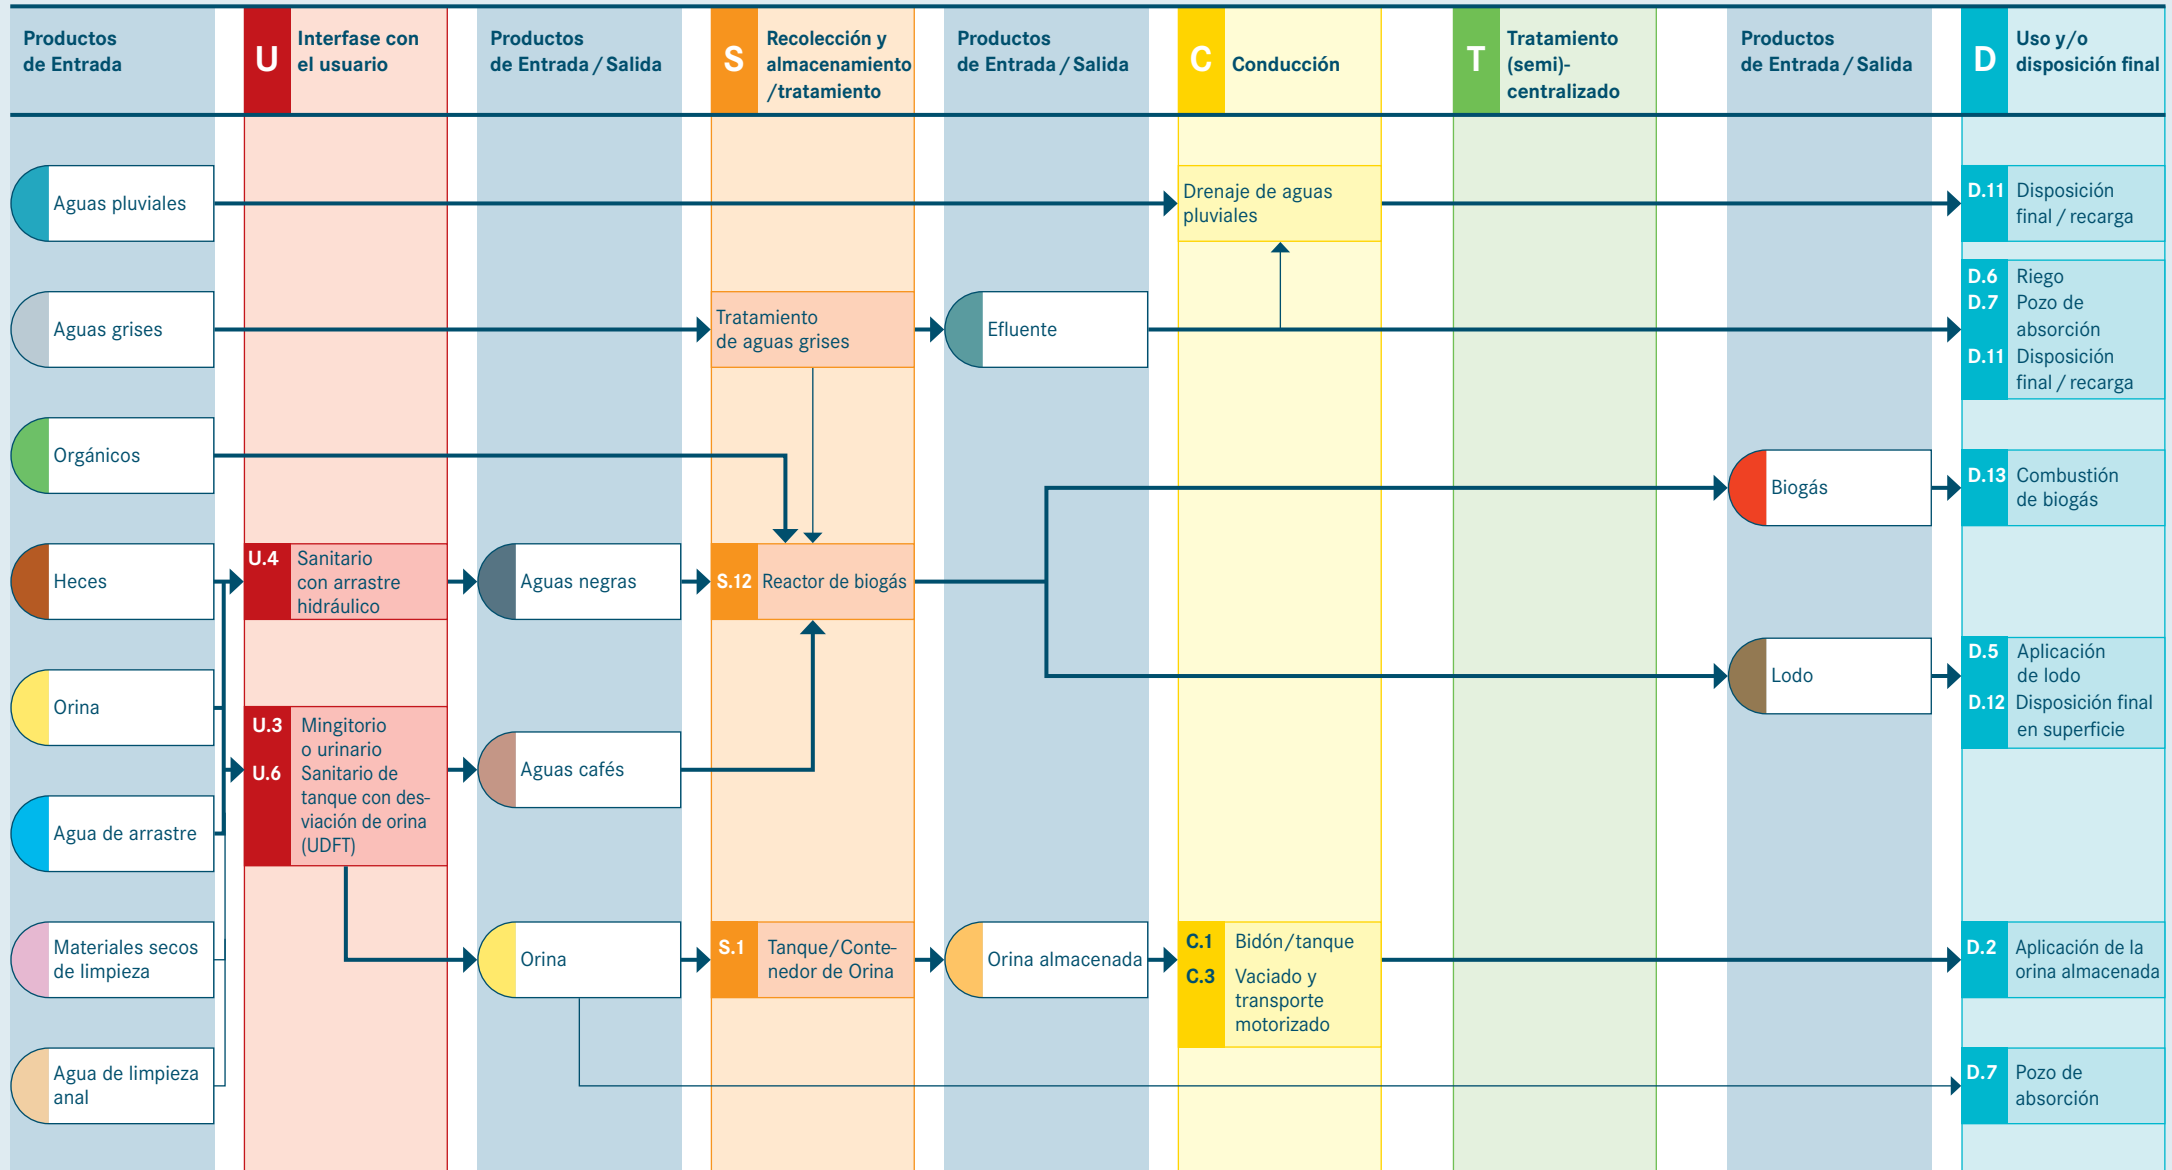 Productos
de Entrada
U
Interfase con
el usuario
Productos
de Entrada / Salida
S
Recolección y
almacenamiento
/tratamiento
Productos
de Entrada / Salida
C
Conducción
T
Tratamiento
(semi)-
centralizado
Productos
de Entrada / Salida
D
Uso y/o
disposición final
Aguas pluviales
Drenaje de aguas
pluviales
D.11 Disposición
final / recarga
Aguas grises
Tratamiento
de aguas grises
Efluente
D.6 Riego
D.7 Pozo de
absorción
D.11 Disposición
final / recarga
Orgánicos
Biogás
D.13 Combustión
de biogás
Heces
U.4 Sanitario
con arrastre
hidráulico
Aguas negras
S.12 Reactor de biogás
Orina
Lodo
D.5 Aplicación
de lodo
D.12 Disposición final
en superficie
U.3 Mingitorio
o urinario
U.6 Sanitario de
tanque con des-
viación de orina
(UDFT)
Aguas cafés
Agua de arrastre
Materiales secos
de limpieza
Orina
S.1 Tanque/Conte-
nedor de Orina
Orina almacenada
C.1 Bidón/tanque
C.3 Vaciado y
transporte
motorizado
D.2 Aplicación de la
orina almacenada
Agua de limpieza
anal
D.7 Pozo de
absorción